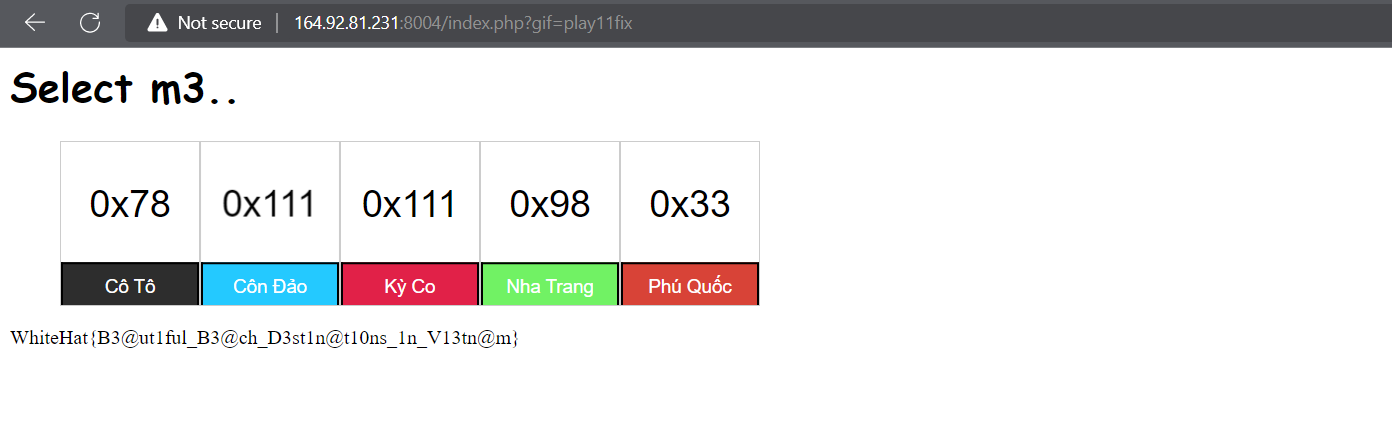 Not secure | 164.92.81.231:8004/index.php?gif=play11fix
Select m3..
0x78 0x111 0x111 0x98 0x33
Cô Tô Côn Đảo Kỳ Co Nha Trang Phú Quốc
WhiteHat{B3@ut1ful_B3@ch_D3st1n@t10ns_1n_V13tn@m}